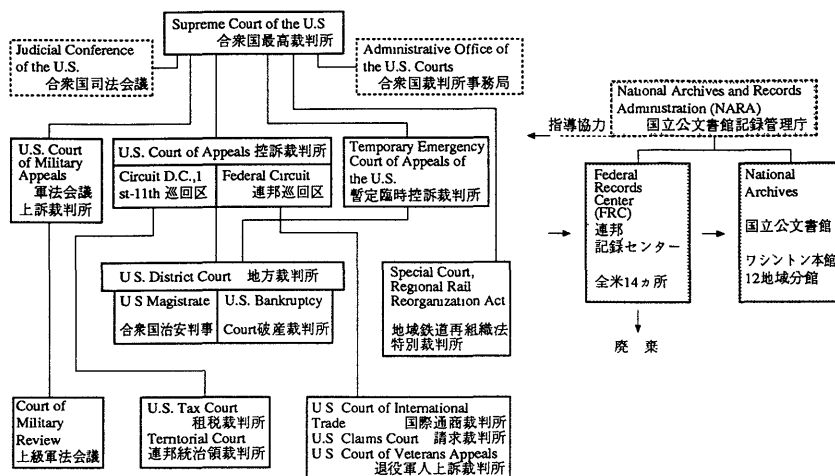 Supreme Court of the U.S
合衆国最高裁判所
Judicial Conference
of the U.S.
合衆国司法会議
Administrative Office of
the U.S. Courts
合衆国裁判所事務局
National Archives and Records
Administration (NARA)
国立公文書館記録管理庁
指導協力
U.S. Court
of Military
Appeals
軍法会議
上訴裁判所
U.S. Court of Appeals 控訴裁判所
Circuit D.C.,1
st-11th 巡回区
Federal Circuit
連邦巡回区
Temporary Emergency
Court of Appeals of
the U.S.
暫定臨時控訴裁判所
Federal
Records
Center
(FRC)
連邦
記録センター
全米14ヵ所
National
Archives
国立公文書館
ワシントン本館
12地域分館
廃 棄
U.S. District Court 地方裁判所
U S Magistrate
合衆国治安判事
U.S. Bankruptcy
Court破産裁判所
Special Court,
Regional Rail
Reorganization Act
地域鉄道再組織法
特別裁判所
Court of
Military
Review
上級軍法会議
U.S. Tax Court
租税裁判所
Territorial Court
連邦統治領裁判所
U S Court of International
Trade 国際通商裁判所
U.S. Claims Court 請求裁判所
U S Court of Veterans Appeals
退役軍人上訴裁判所